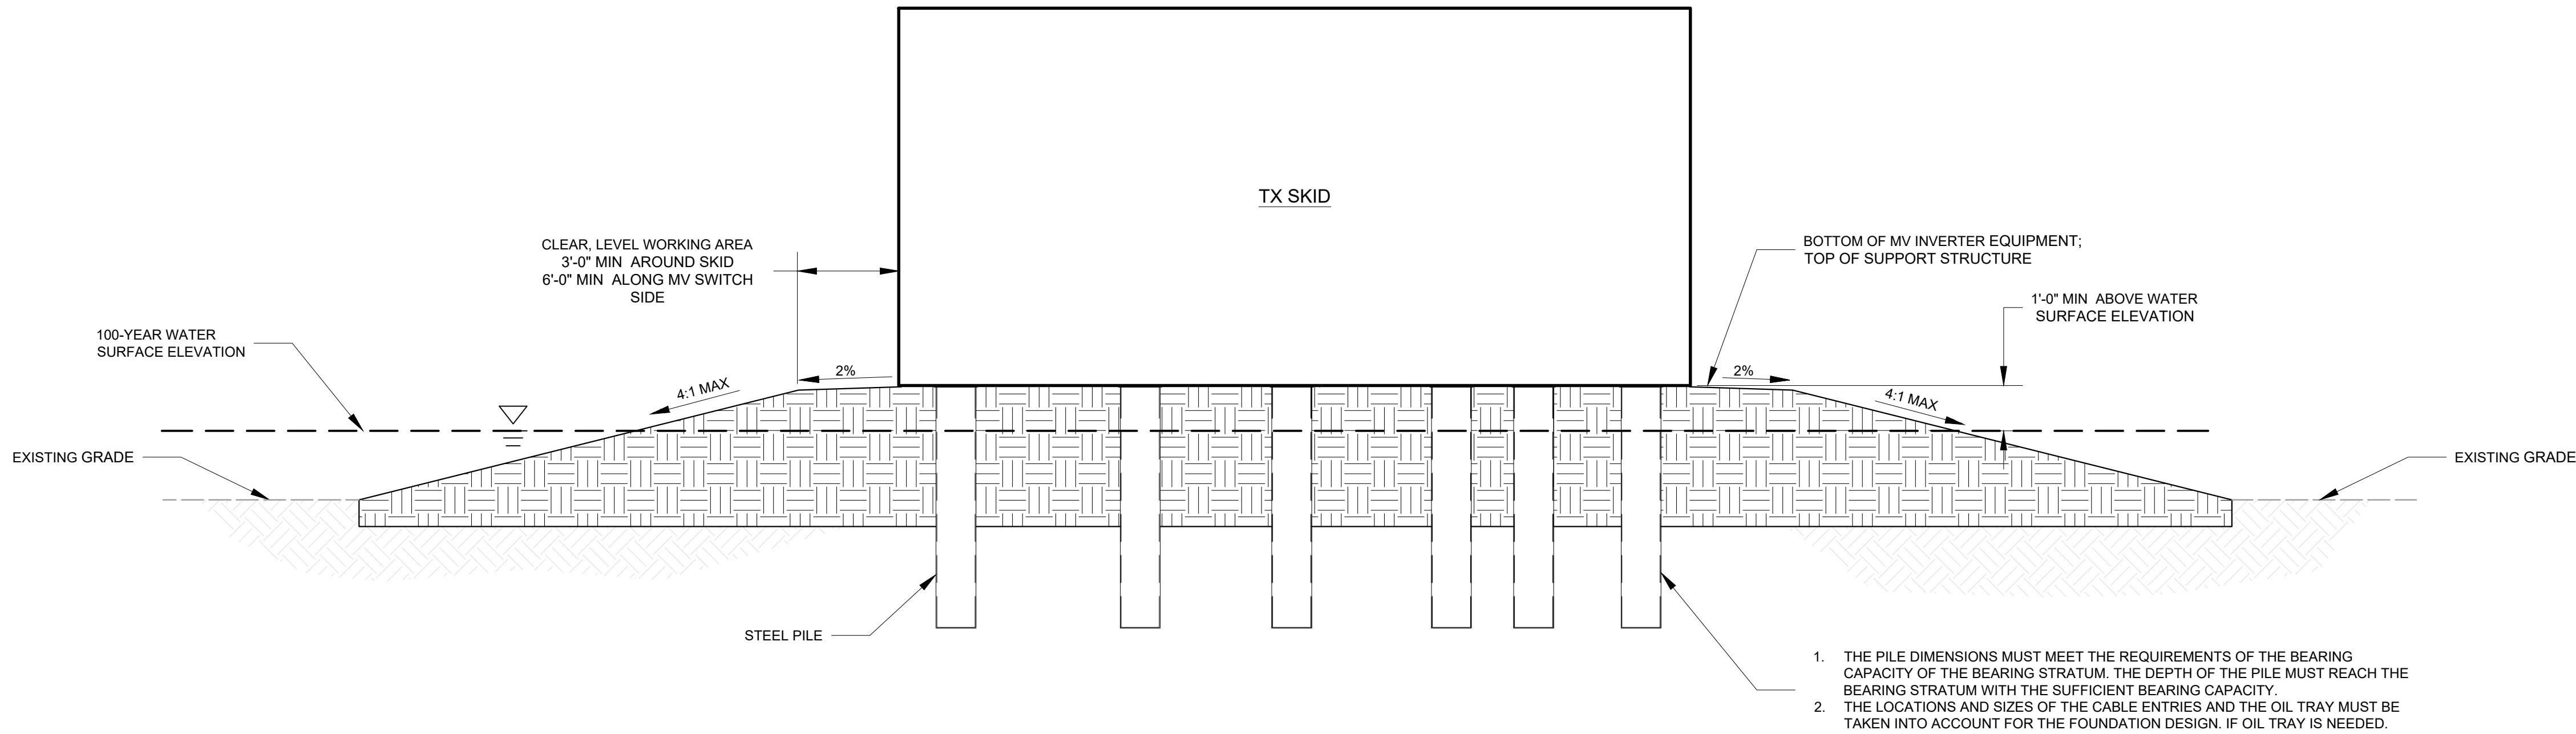 TX SKID
CLEAR, LEVEL WORKING AREA
3'-0" MIN  AROUND SKID
6'-0" MIN  ALONG MV SWITCH
SIDE
BOTTOM OF MV INVERTER EQUIPMENT;
TOP OF SUPPORT STRUCTURE
1'-0" MIN  ABOVE WATER
SURFACE ELEVATION
100-YEAR WATER
SURFACE ELEVATION
2%
2%
4:1 MAX
4:1 MAX
EXISTING GRADE
EXISTING GRADE
STEEL PILE
1. THE PILE DIMENSIONS MUST MEET THE REQUIREMENTS OF THE BEARING
CAPACITY OF THE BEARING STRATUM. THE DEPTH OF THE PILE MUST REACH THE
BEARING STRATUM WITH THE SUFFICIENT BEARING CAPACITY.
2. THE LOCATIONS AND SIZES OF THE CABLE ENTRIES AND THE OIL TRAY MUST BE
TAKEN INTO ACCOUNT FOR THE FOUNDATION DESIGN. IF OIL TRAY IS NEEDED.